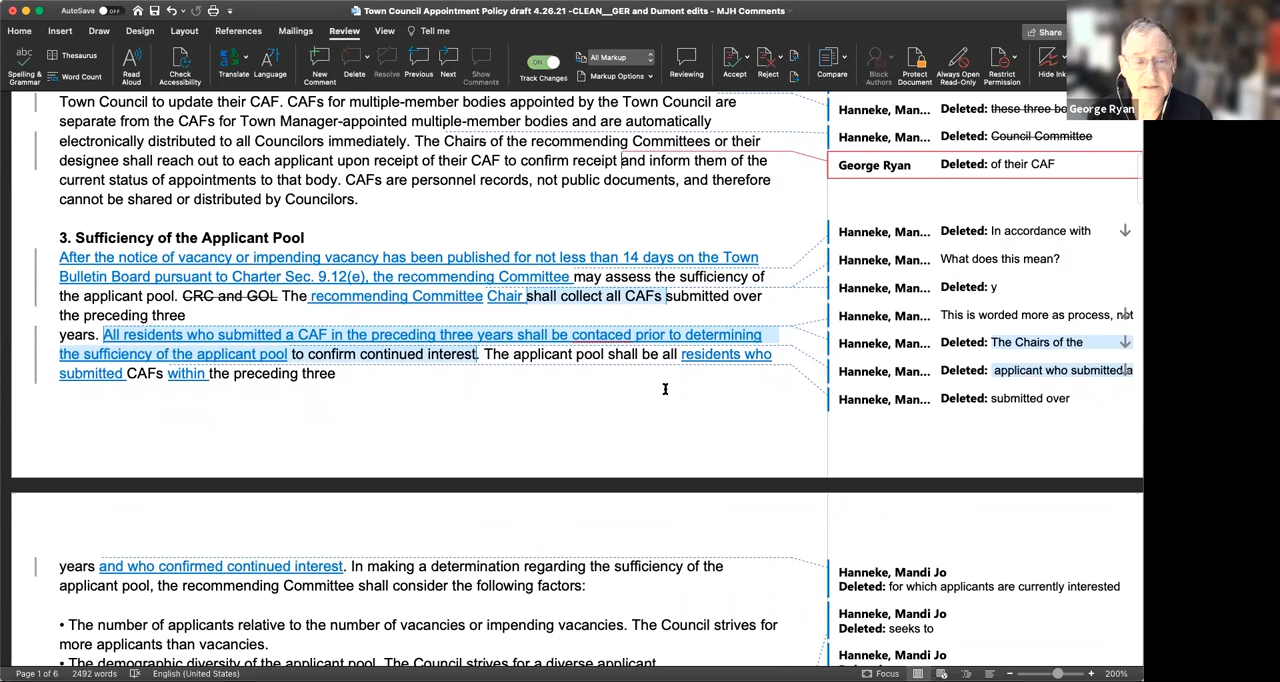 AutoSave OFF
Town Council Appointment Policy draft 4.26.21 -CLEAN__GER and Dumont edits - MJH Comments
Home Insert Draw Design Layout References Mailings Review View Tell me
Share
abc
Spelling & Grammar
Thesaurus
123 Word Count
Read Aloud
Check Accessibility
Translate
Language
New Comment
Delete
Resolve
Previous
Next
Show Comments
ON
Track Changes
All Markup
Markup Options
Reviewing
Accept
Reject
Compare
Block Authors
Protect Document
Always Open Read-Only
Restrict Permission
Hide Ink
George Ryan
Town Council to update their CAF. CAFs for multiple-member bodies appointed by the Town Council are
separate from the CAFs for Town Manager-appointed multiple-member bodies and are automatically
electronically distributed to all Councilors immediately. The Chairs of the recommending Committees or their
designee shall reach out to each applicant upon receipt of their CAF to confirm receipt and inform them of the
current status of appointments to that body. CAFs are personnel records, not public documents, and therefore
cannot be shared or distributed by Councilors.
3. Sufficiency of the Applicant Pool
After the notice of vacancy or impending vacancy has been published for not less than 14 days on the Town
Bulletin Board pursuant to Charter Sec. 9.12(e), the recommending Committee may assess the sufficiency of
the applicant pool. CRC and GOL The recommending Committee Chair shall collect all CAFs submitted over
the preceding three
years. All residents who submitted a CAF in the preceding three years shall be contaced prior to determining
the sufficiency of the applicant pool to confirm continued interest. The applicant pool shall be all residents who
submitted CAFs within the preceding three
years and who confirmed continued interest. In making a determination regarding the sufficiency of the
applicant pool, the recommending Committee shall consider the following factors:
• The number of applicants relative to the number of vacancies or impending vacancies. The Council strives for
more applicants than vacancies.
• The demographic diversity of the applicant pool. The Council strives for a diverse applicant
Hanneke, Man... Deleted: these three bo
Hanneke, Man... Deleted: Council Committee
George Ryan Deleted: of their CAF
Hanneke, Man... Deleted: In accordance with
Hanneke, Man... What does this mean?
Hanneke, Man... Deleted: y
Hanneke, Man... This is worded more as process, not
Hanneke, Man... Deleted: The Chairs of the
Hanneke, Man... Deleted: applicant who submitted a
Hanneke, Man... Deleted: submitted over
Hanneke, Mandi Jo
Deleted: for which applicants are currently interested
Hanneke, Mandi Jo
Deleted: seeks to
Hanneke, Mandi Jo
Page 1 of 6 2492 words English (United States)
Focus
200%